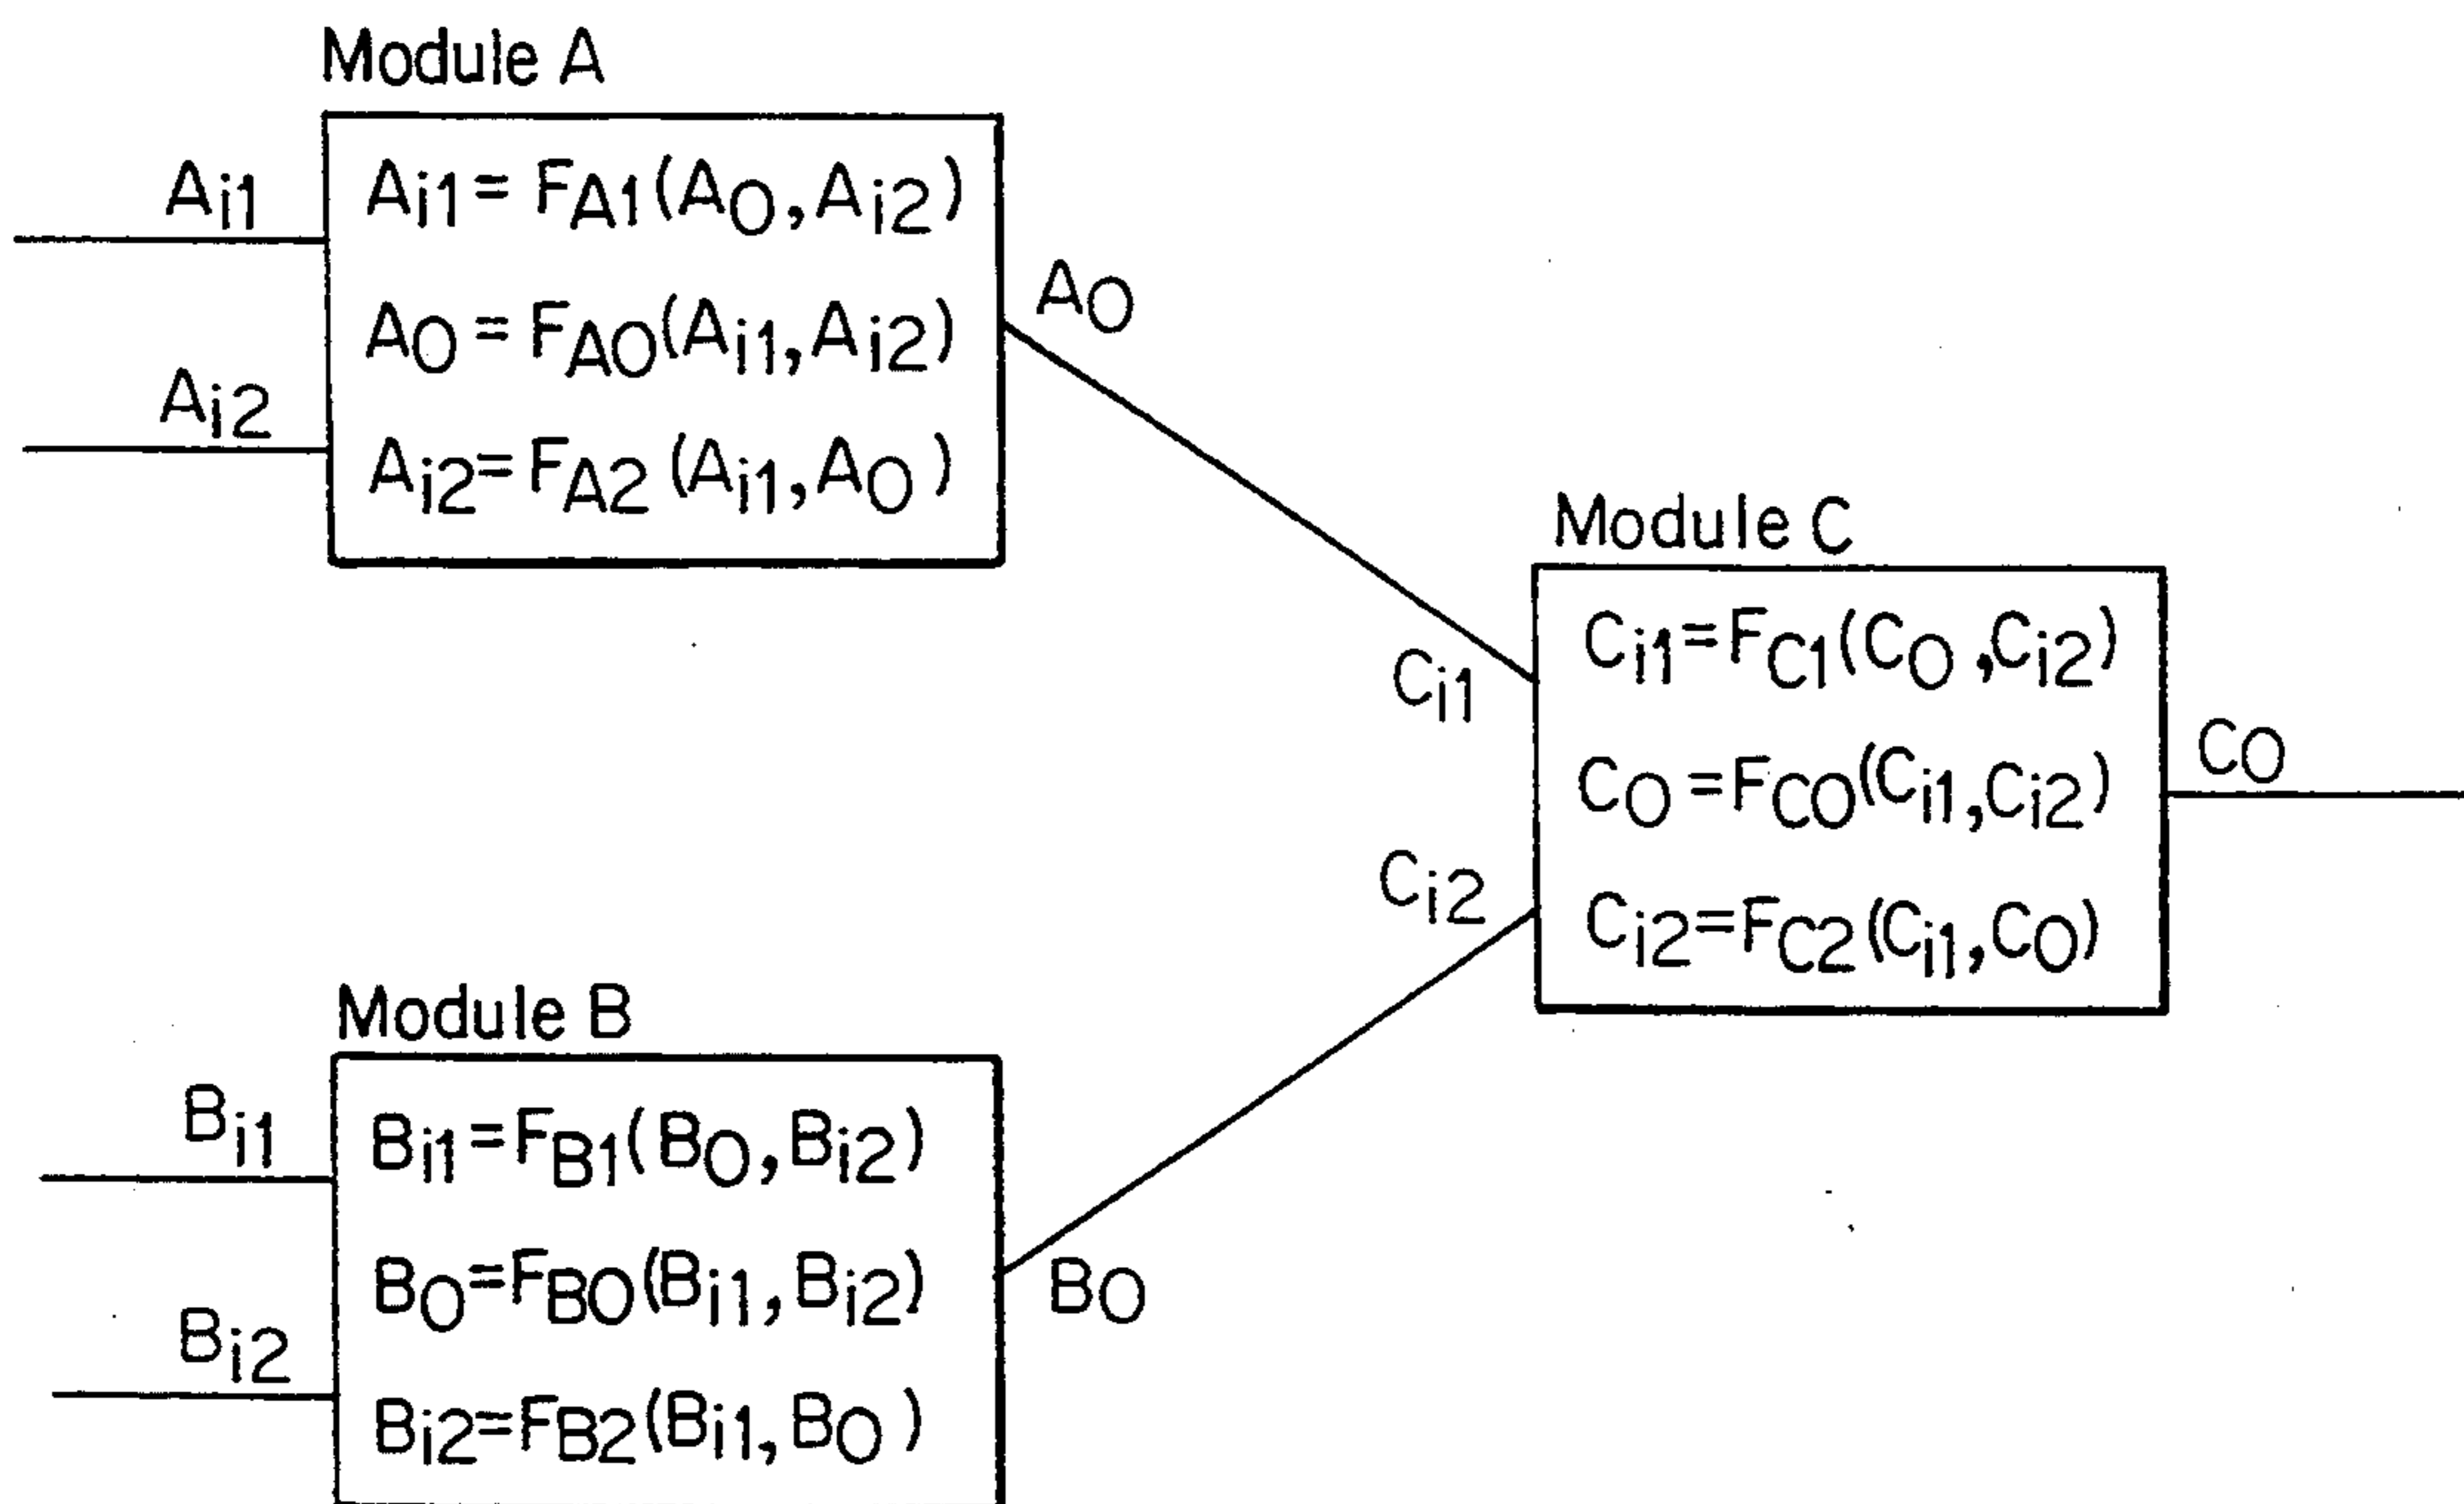 Module A
Ai1
Ai1= FA1(AO,Ai2)
AO = FAO(Ai1,Ai2)
AO
Ai2
Ai2=FA2 (Ai1,AO)
Module C
Ci1
Ci1=FC1(CO,Ci2)
CO
CO=FCO(Ci1,Ci2)
Ci2
Ci2=FC2(Ci1,CO)
Module B
Bi1
Bi1=FB1(BO,Bi2)
BO=FBO(Bi1,Bi2)
BO
Bi2
Bi2=FB2(Bi1,BO)